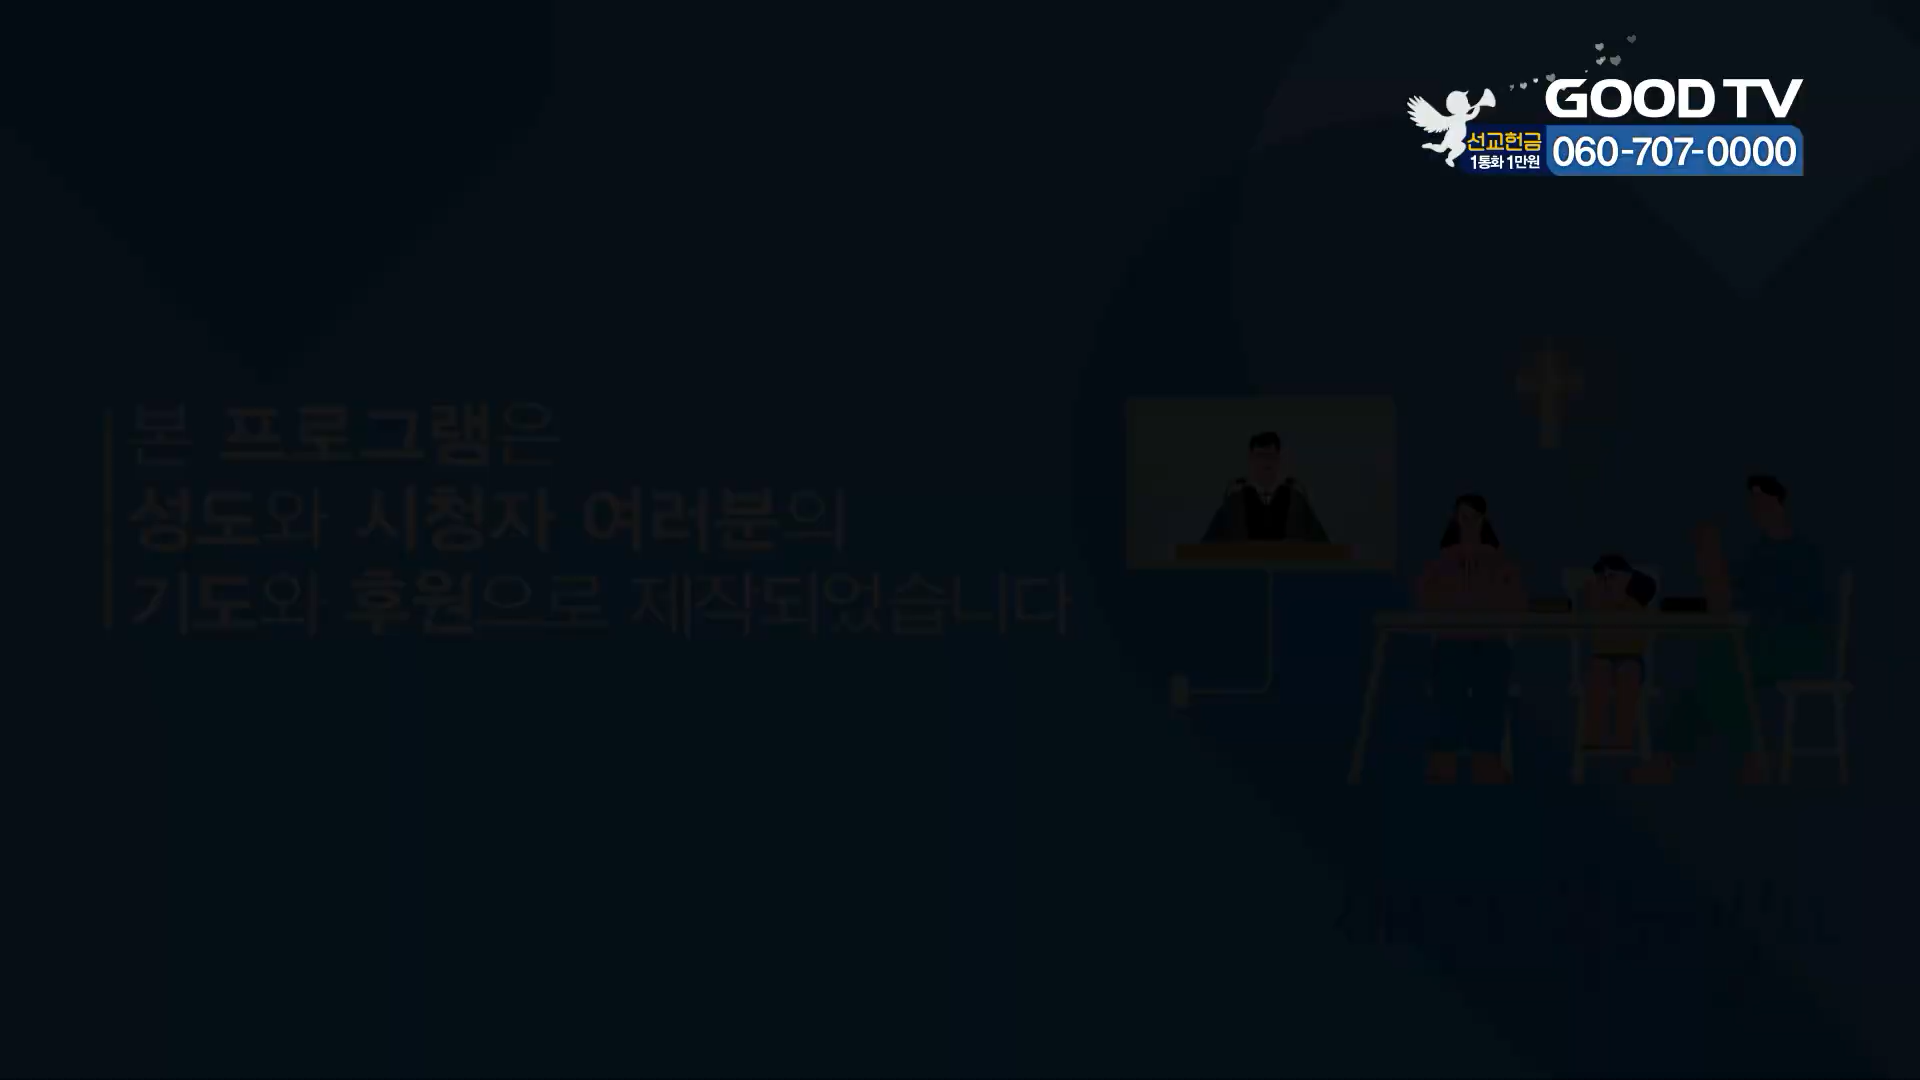 GOOD TV
선교헌금
1통화 1만원
060-707-0000
본 프로그램은
성도와 시청자 여러분의
기도와 후원으로 제작되었습니다